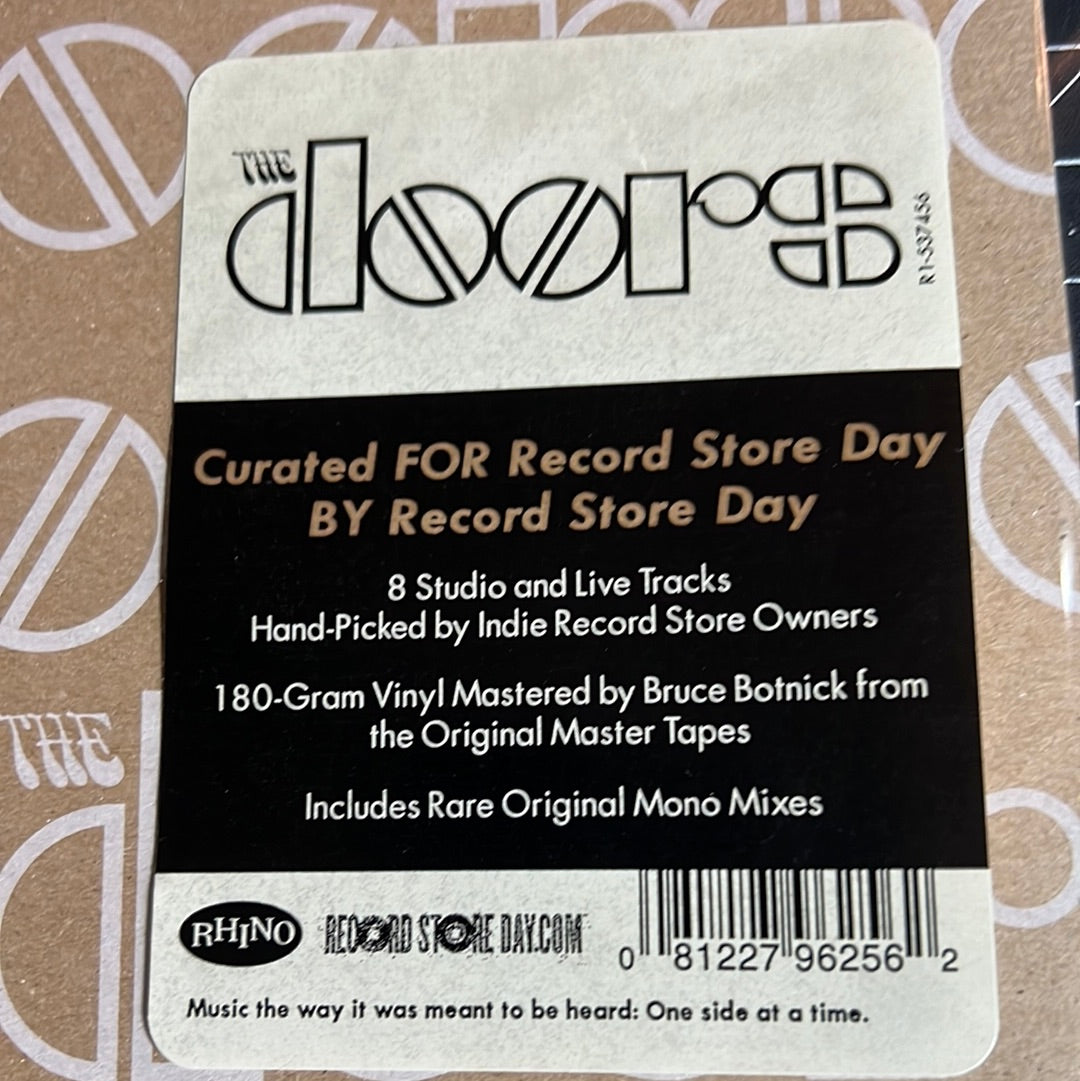 THE
doors
R1-537456
Curated FOR Record Store Day
BY Record Store Day
8 Studio and Live Tracks
Hand-Picked by Indie Record Store Owners
180-Gram Vinyl Mastered by Bruce Botnick from
the Original Master Tapes
Includes Rare Original Mono Mixes
RHINO
RECORD STORE DAY.COM
0 81227 96256 2
Music the way it was meant to be heard: One side at a time.
THE